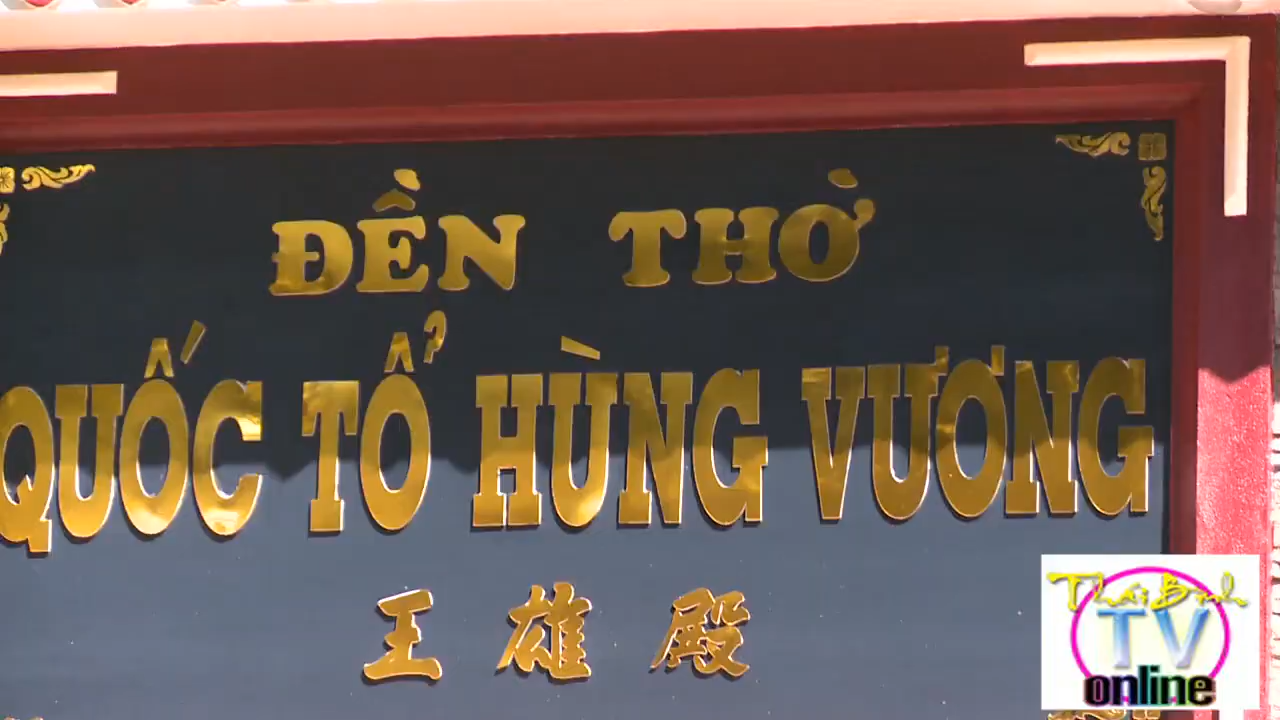 ĐỀN THỜ
QUỐC TỔ HÙNG VƯƠNG
王雄殿
Thái Bình
TV
online